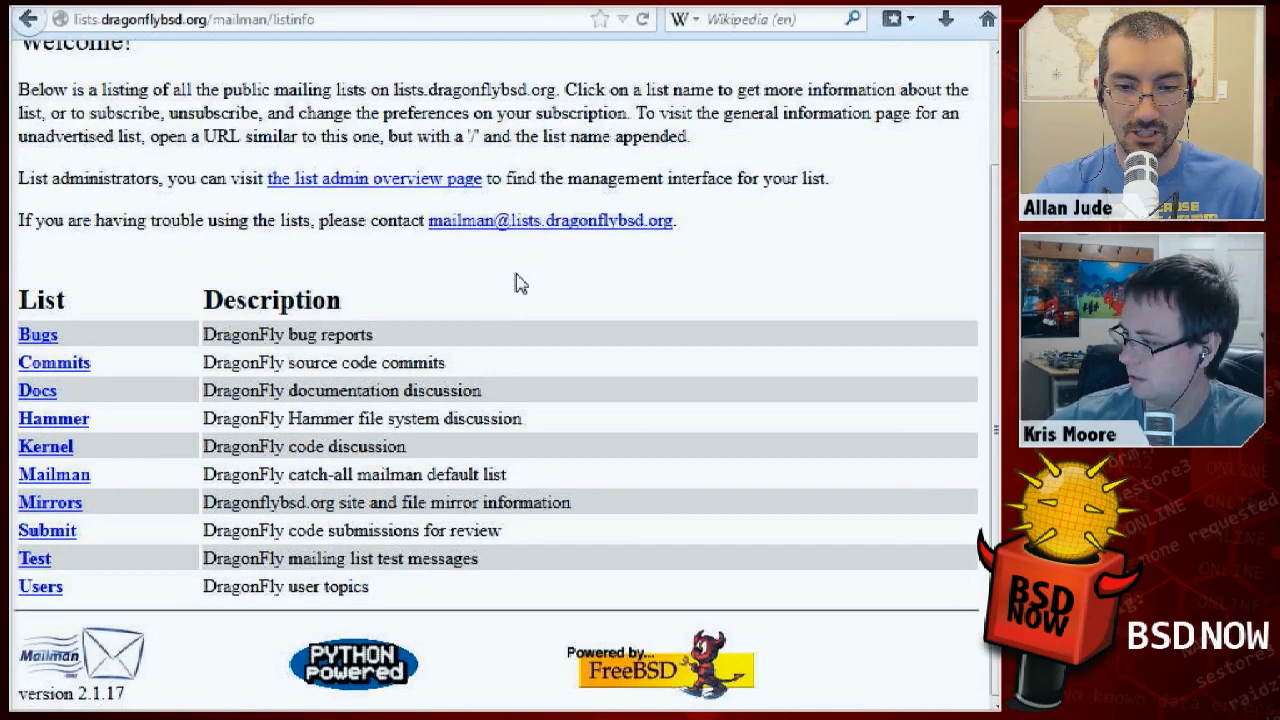 lists.dragonflybsd.org/mailman/listinfo
Wikipedia (en)
Welcome!
Below is a listing of all the public mailing lists on lists.dragonflybsd.org. Click on a list name to get more information about the
list, or to subscribe, unsubscribe, and change the preferences on your subscription. To visit the general information page for an
unadvertised list, open a URL similar to this one, but with a '/' and the list name appended.
List administrators, you can visit the list admin overview page to find the management interface for your list.
If you are having trouble using the lists, please contact mailman@lists.dragonflybsd.org.
List Description
Bugs DragonFly bug reports
Commits DragonFly source code commits
Docs DragonFly documentation discussion
Hammer DragonFly Hammer file system discussion
Kernel DragonFly code discussion
Mailman DragonFly catch-all mailman default list
Mirrors Dragonflybsd.org site and file mirror information
Submit DragonFly code submissions for review
Test DragonFly mailing list test messages
Users DragonFly user topics
Mailman
PYTHON
powered
Powered by...
FreeBSD
version 2.1.17
Allan Jude
Kris Moore
BSD
NOW
BSD NOW